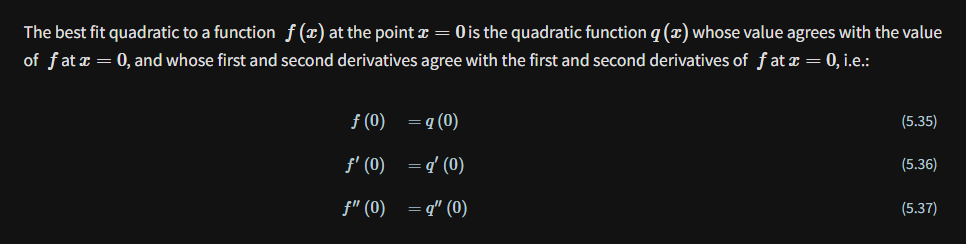 The best fit quadratic to a function f (x) at the point x = 0 is the quadratic function q (x) whose value agrees with the value
of f at x = 0, and whose first and second derivatives agree with the first and second derivatives of f at x = 0, i.e.:
f (0) = q (0) (5.35)
f′ (0) = q′ (0) (5.36)
f″ (0) = q″ (0) (5.37)